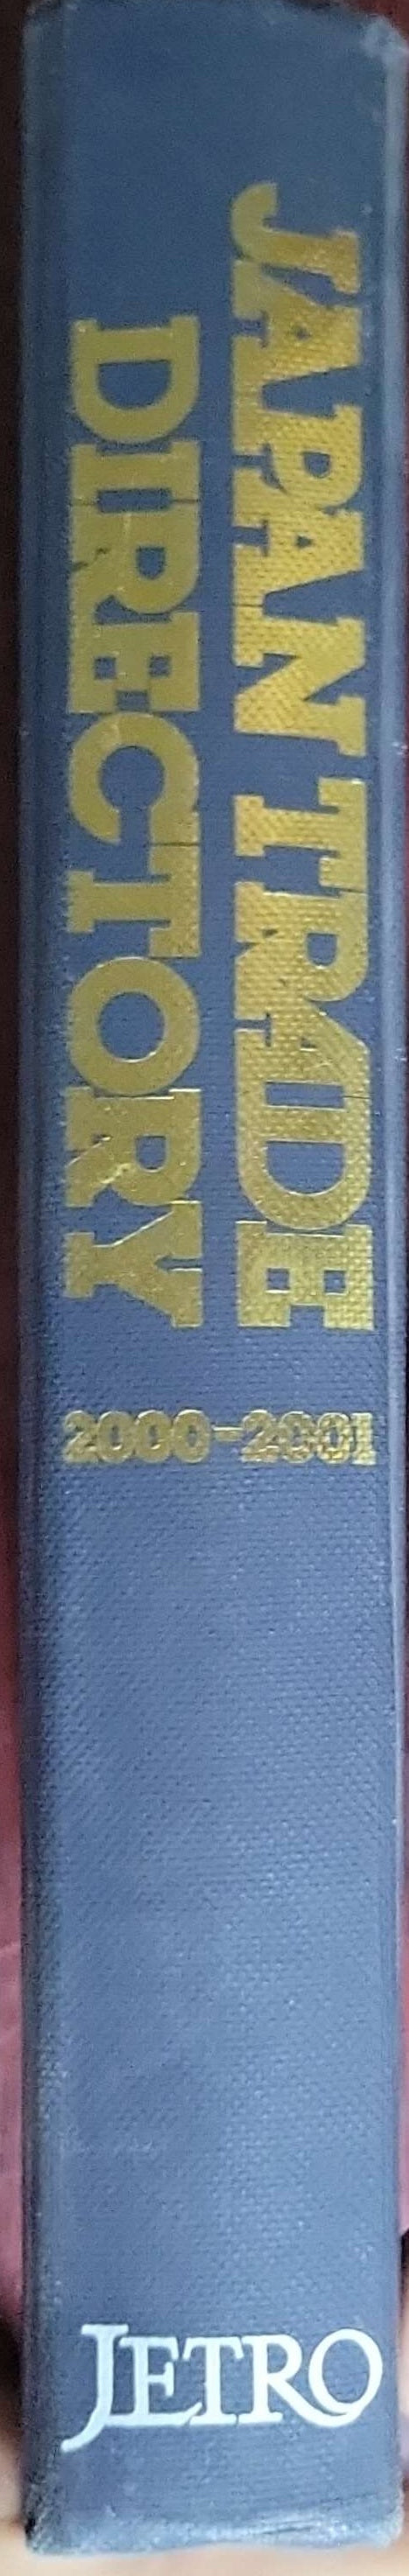 JAPAN TRADE
DIRECTORY
2000-2001
JETRO